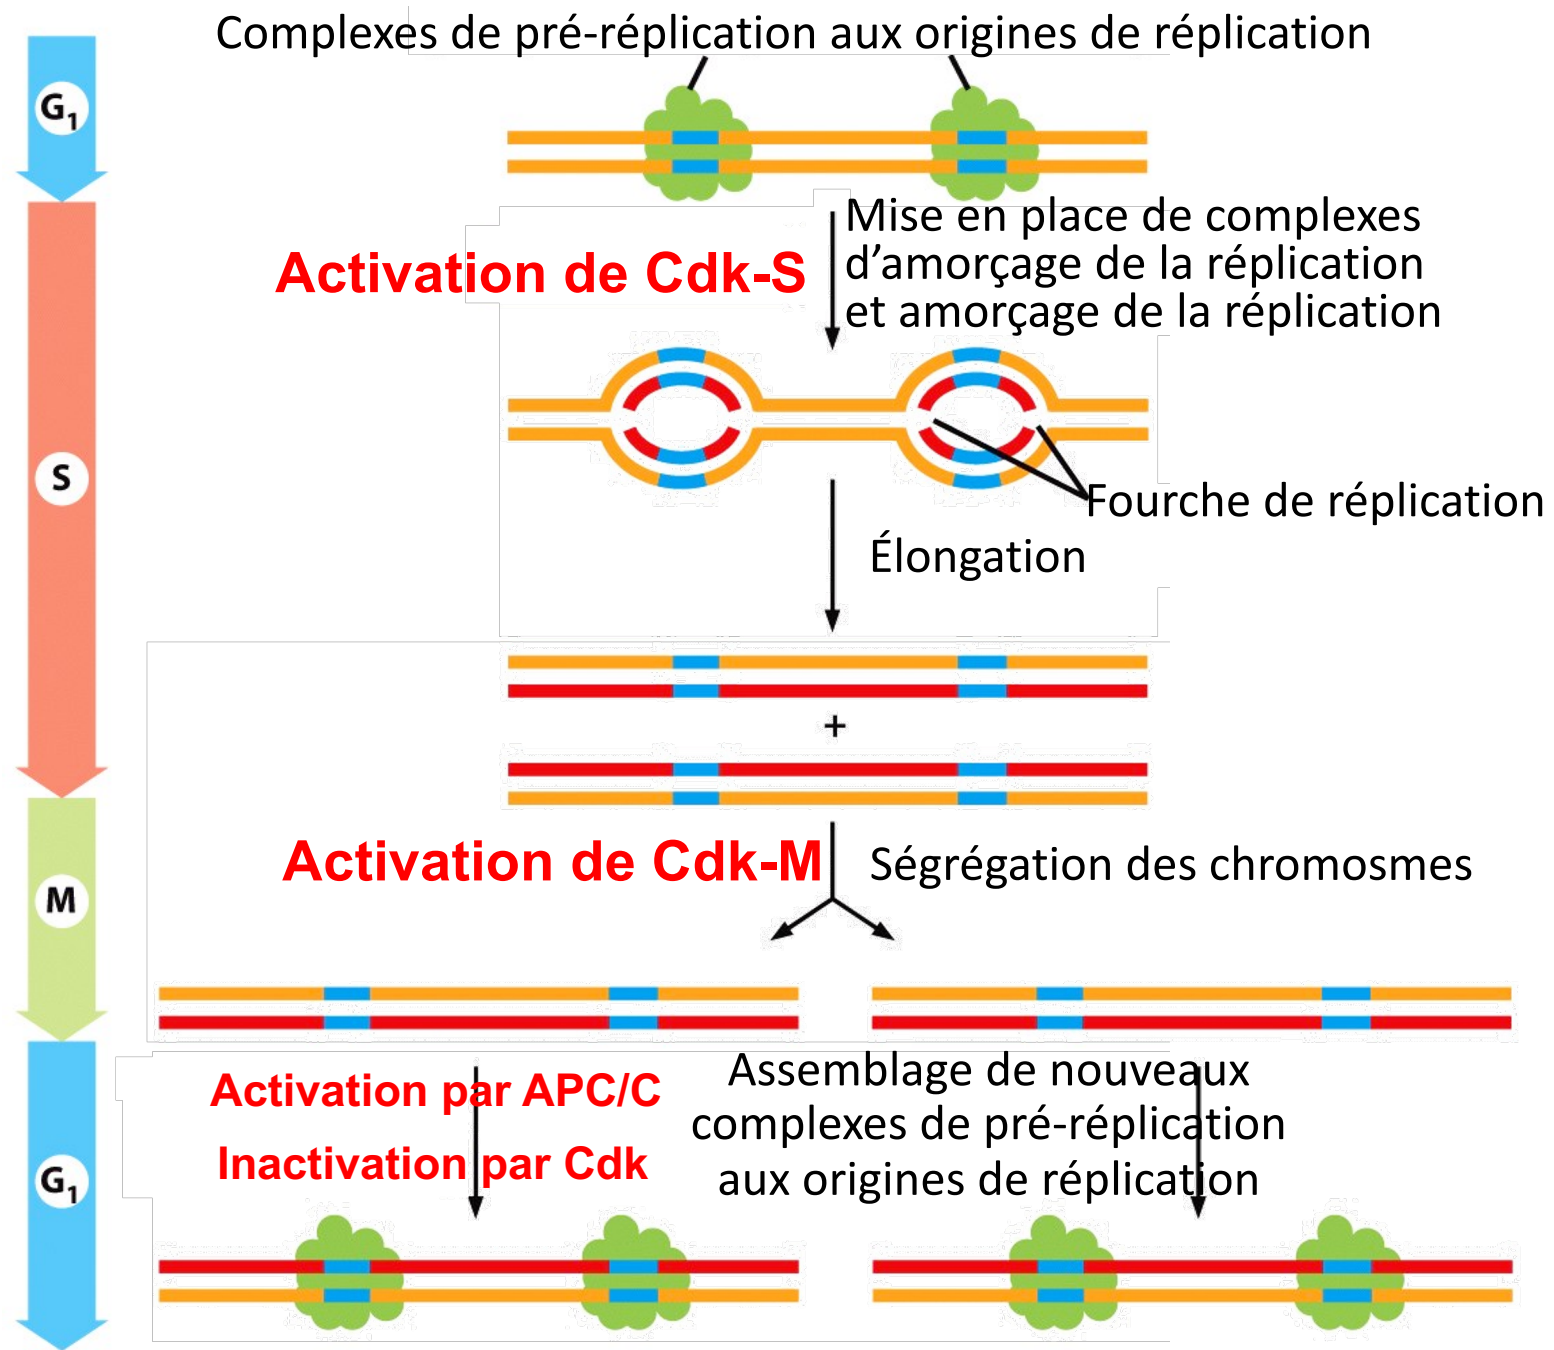 Complexes de pré-réplication aux origines de réplication
G1
Activation de Cdk-S
Mise en place de complexes
d’amorçage de la réplication
et amorçage de la réplication
S
Fourche de réplication
Élongation
+
Activation de Cdk-M
Ségrégation des chromosmes
M
Activation par APC/C
Inactivation par Cdk
Assemblage de nouveaux
complexes de pré-réplication
aux origines de réplication
G1